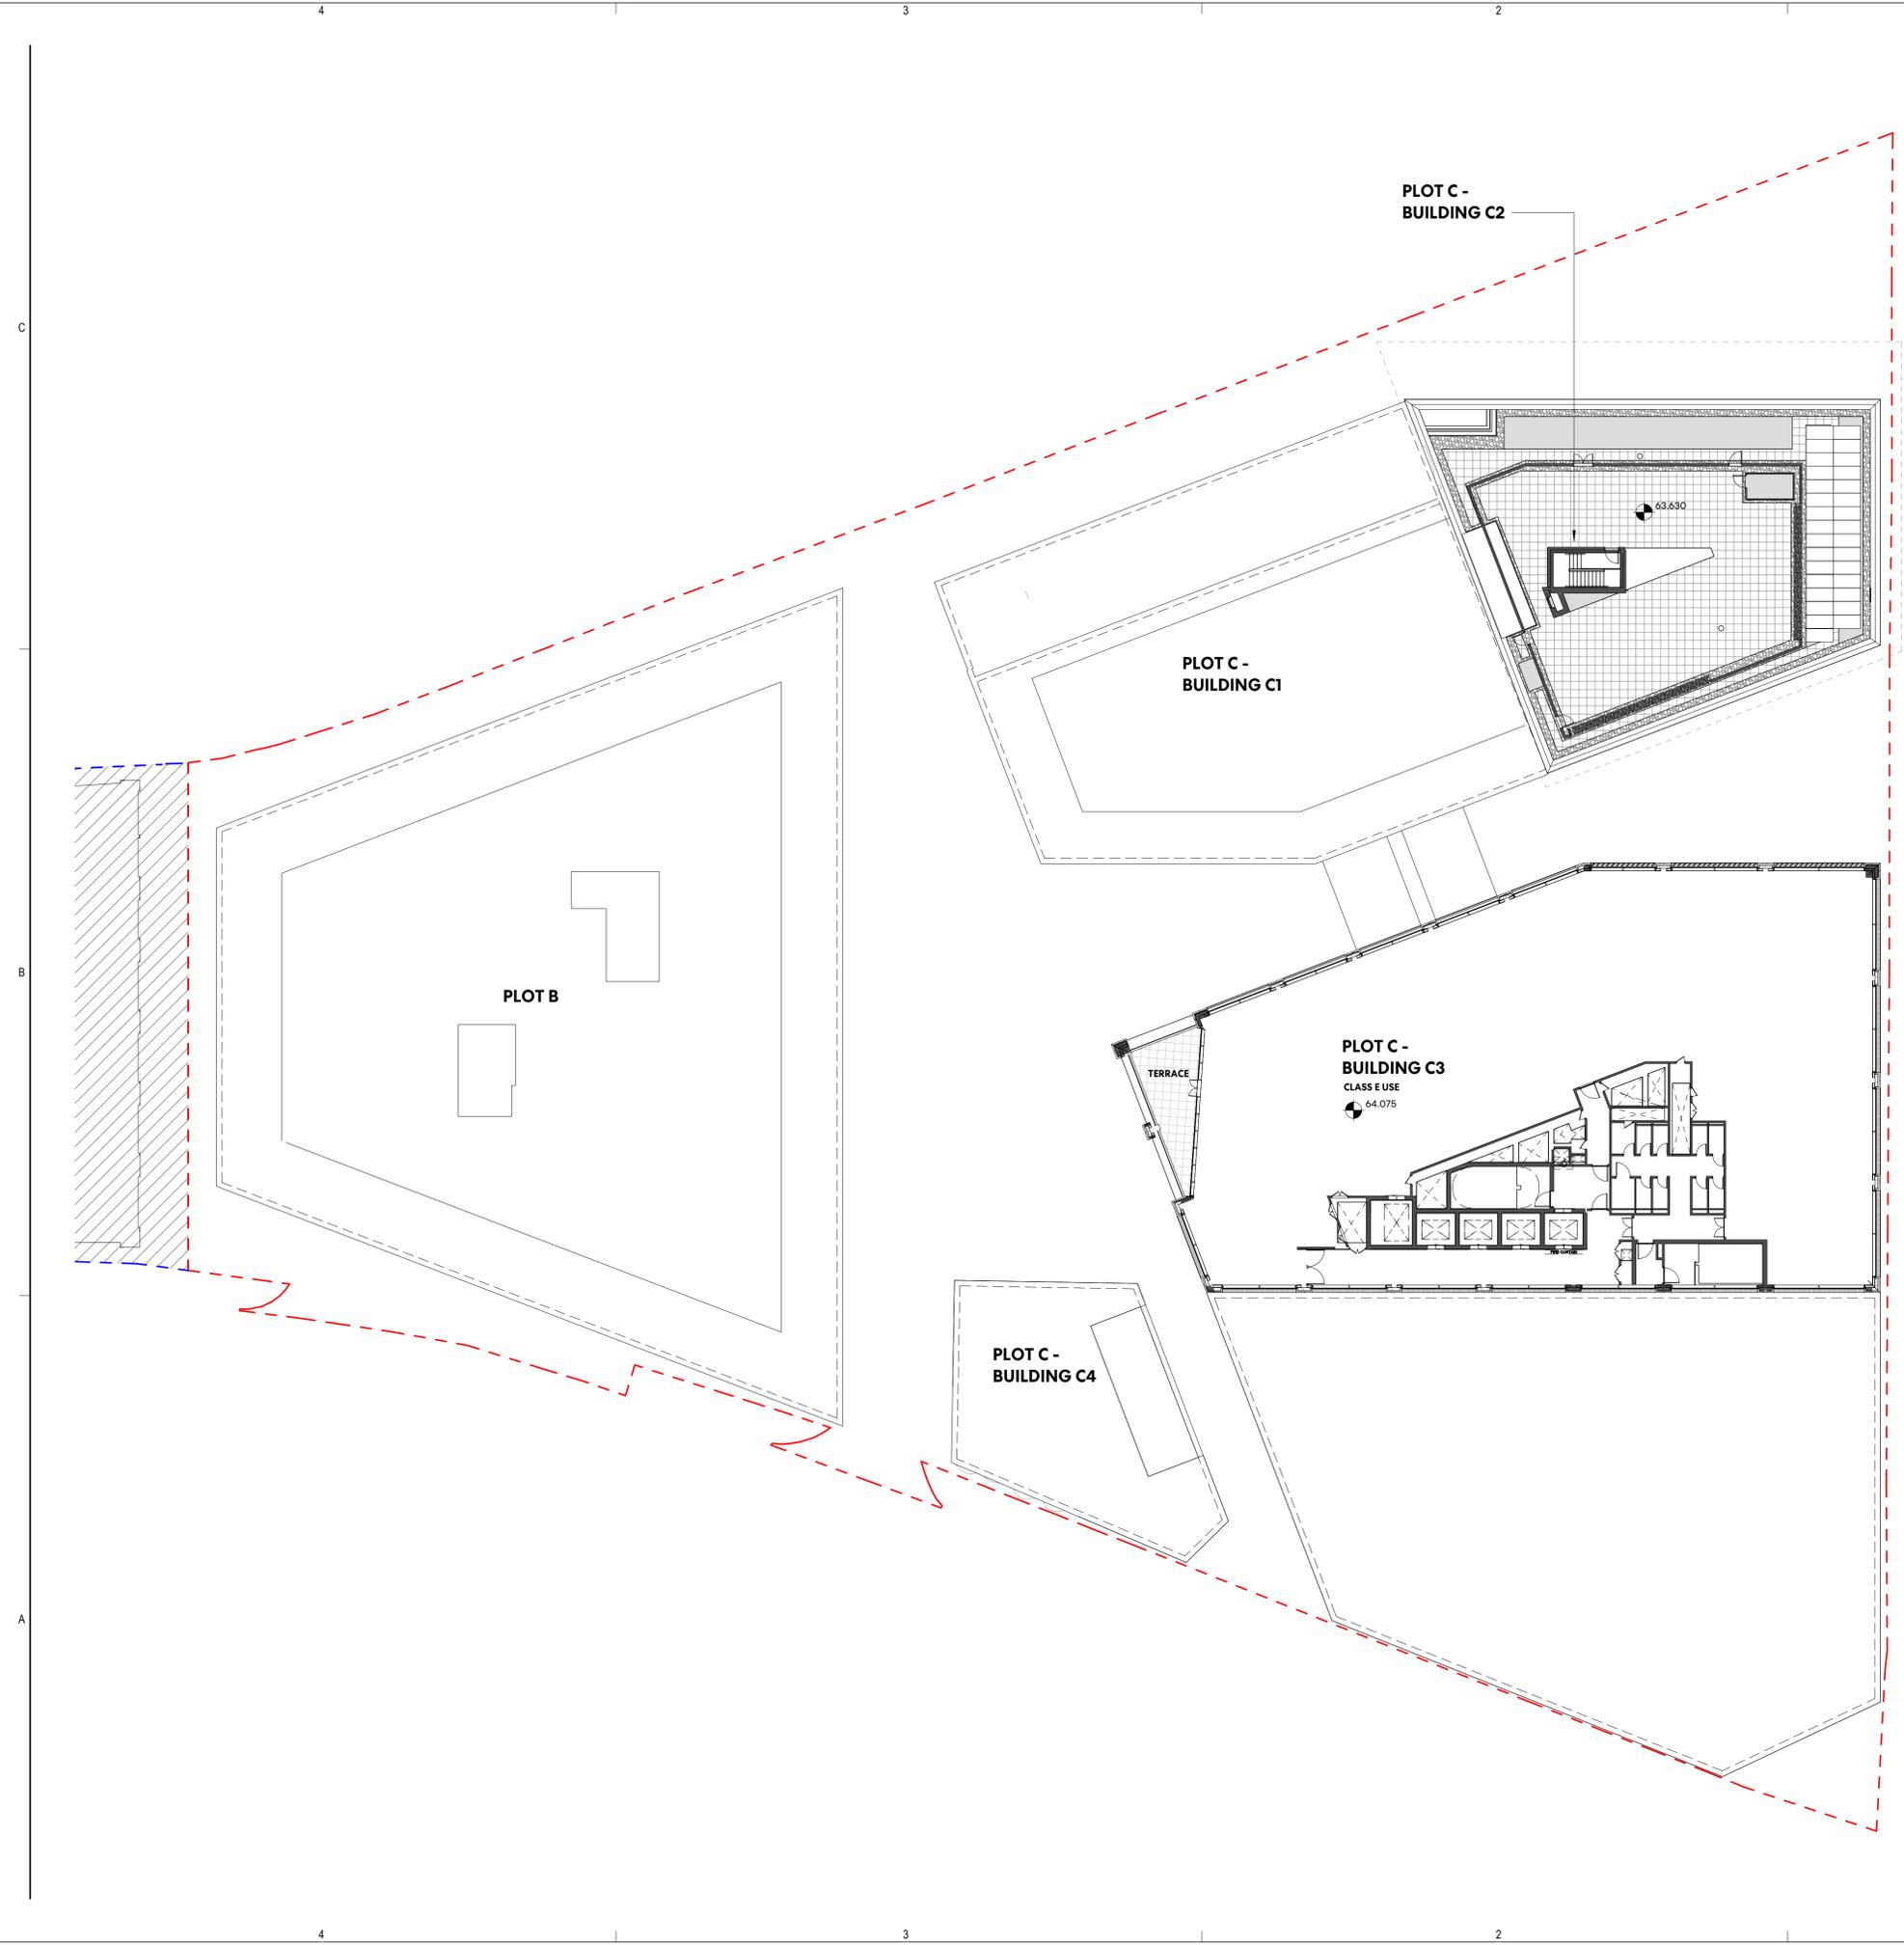 4
3
2
PLOT C -
BUILDING C2
C
63.630
PLOT C -
BUILDING C1
B
PLOT B
PLOT C -
BUILDING C3
CLASS E USE
64.075
TERRACE
PLOT C -
BUILDING C4
A
4
3
2